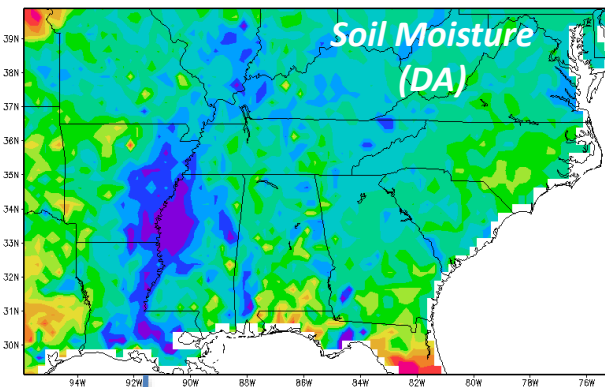 Soil Moisture
(DA)
39N
38N
37N
36N
35N
34N
33N
32N
31N
30N
94W 92W 90W 88W 86W 84W 82W 80W 78W 76W